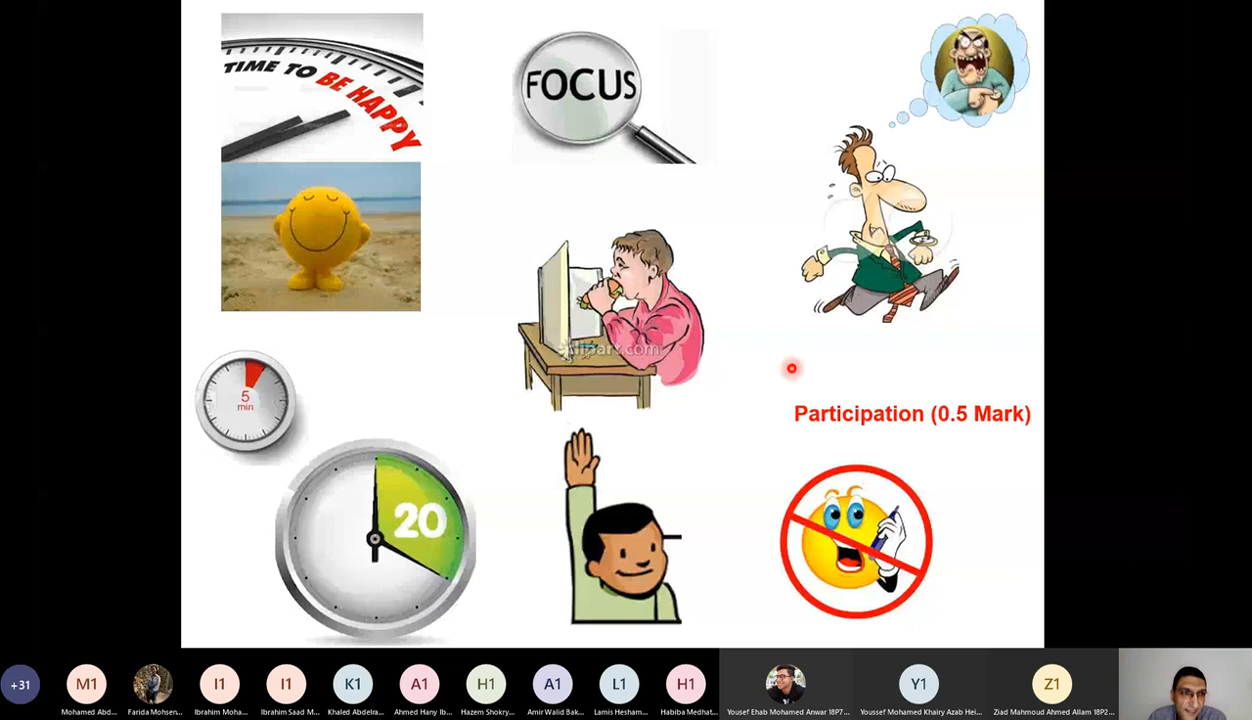 TIME TO BE HAPPY
FOCUS
clipart.com
5
min
Participation (0.5 Mark)
20
+31
M1
I1
I1
K1
A1
H1
A1
L1
H1
Y1
Z1
Mohamed Abd...
Farida Mohsen...
Ibrahim Moha...
Ibrahim Saad M...
Khaled Abdelra...
Ahmed Hany Ib...
Hazem Shokry...
Amir Walid Bak...
Lamis Hesham...
Habiba Medhat...
Yousef Ehab Mohamed Anwar 18P7...
Youssef Mohamed Khairy Azab Hei...
Ziad Mahmoud Ahmed Allam 18P2...